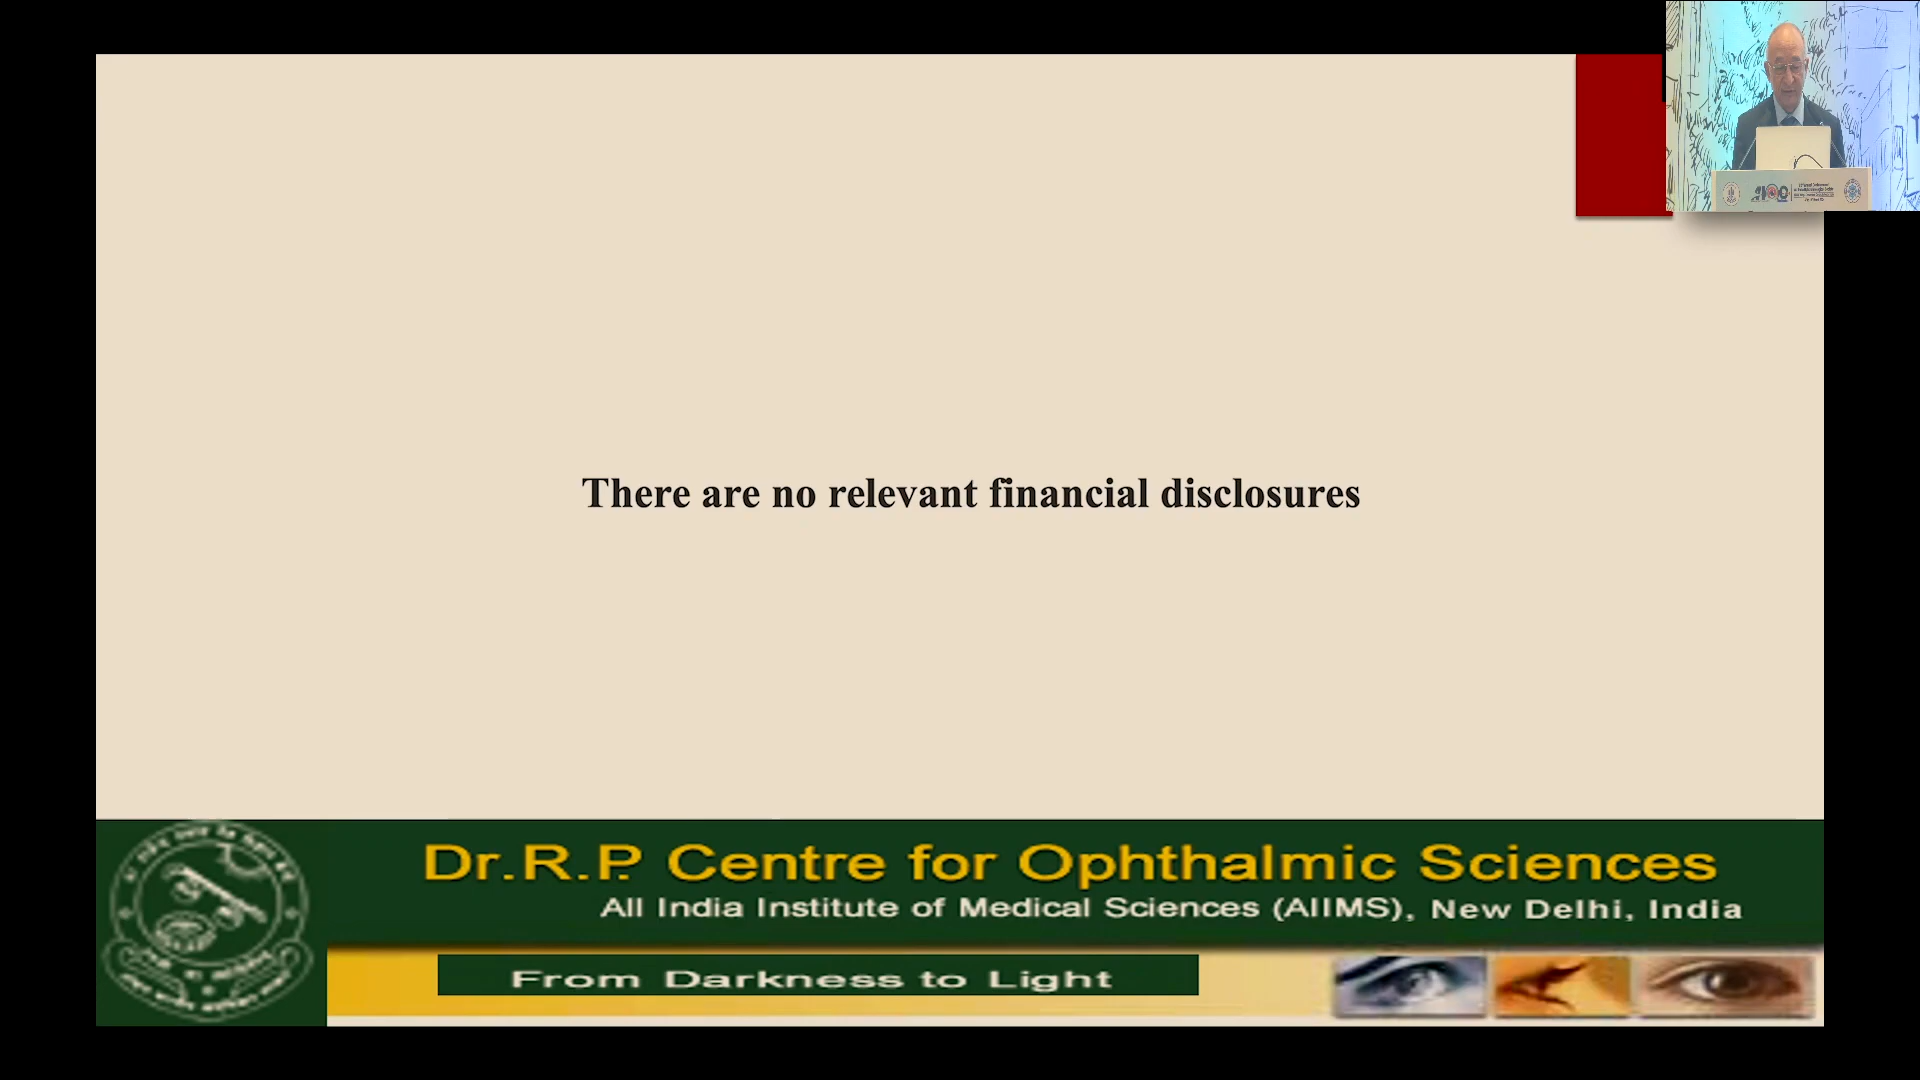 There are no relevant financial disclosures
Dr.R.P. Centre for Ophthalmic Sciences
All India Institute of Medical Sciences (AIIMS), New Delhi, India
From Darkness to Light